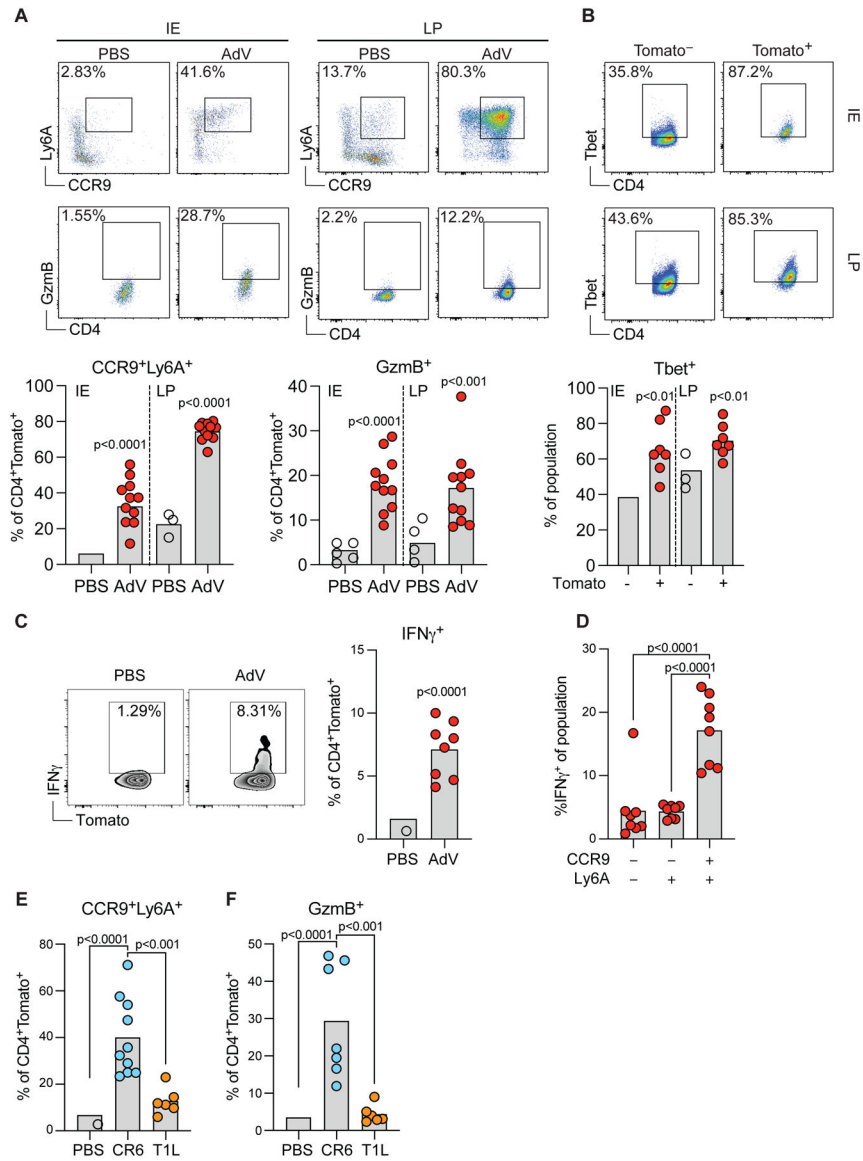 A
IE
LP
PBS
AdV
PBS
AdV
2.83%
41.6%
13.7%
80.3%
Ly6A
CCR9
Ly6A
CCR9
1.55%
28.7%
2.2%
12.2%
GzmB
CD4
GzmB
CD4
CCR9+Ly6A+
% of CD4+Tomato+
100
80
60
40
20
0
IE
LP
p<0.0001
p<0.0001
PBS AdV PBS AdV
GzmB+
% of CD4+Tomato+
40
30
20
10
0
IE
LP
p<0.0001
p<0.001
PBS AdV PBS AdV
B
Tomato–
Tomato+
35.8%
87.2%
IE
Tbet
CD4
43.6%
85.3%
LP
Tbet
CD4
Tbet+
% of population
100
80
60
40
20
0
IE
LP
p<0.01
p<0.01
Tomato - + - +
C
PBS
AdV
1.29%
8.31%
IFNγ
Tomato
IFNγ+
% of CD4+Tomato+
15
10
5
0
p<0.0001
PBS AdV
D
%IFNγ+ of population
30
20
10
0
p<0.0001
p<0.0001
CCR9 – – +
Ly6A – + +
E
CCR9+Ly6A+
% of CD4+Tomato+
80
60
40
20
0
p<0.0001
p<0.001
PBS CR6 T1L
F
GzmB+
% of CD4+Tomato+
50
40
30
20
10
0
p<0.0001
p<0.001
PBS CR6 T1L